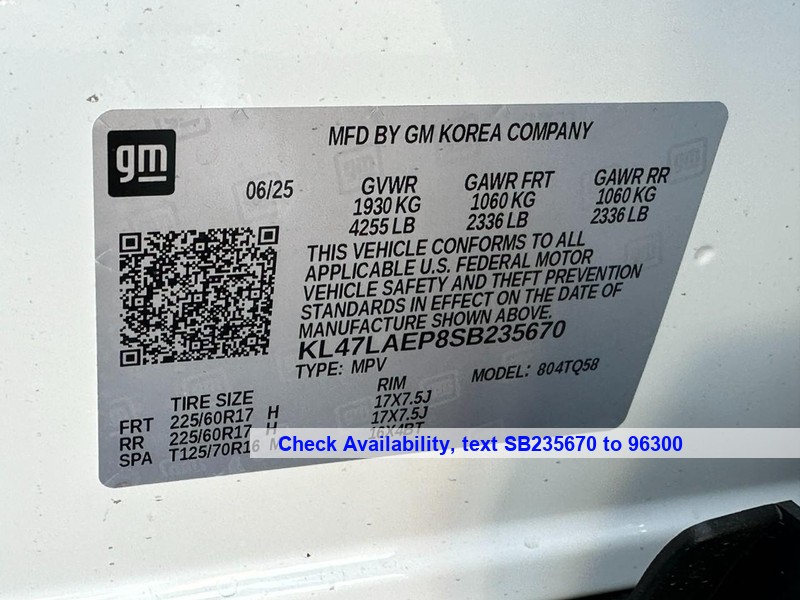 gm
MFD BY GM KOREA COMPANY
06/25
GVWR GAWR FRT GAWR RR
1930 KG 1060 KG 1060 KG
4255 LB 2336 LB 2336 LB
THIS VEHICLE CONFORMS TO ALL
APPLICABLE U.S. FEDERAL MOTOR
VEHICLE SAFETY AND THEFT PREVENTION
STANDARDS IN EFFECT ON THE DATE OF
MANUFACTURE SHOWN ABOVE.
KL47LAEP8SB235670
TYPE: MPV MODEL: 804TQ58
TIRE SIZE RIM
FRT 225/60R17 H 17X7.5J
RR 225/60R17 H 17X7.5J
SPA T125/70R16 M 16X4BT
Check Availability, text SB235670 to 96300